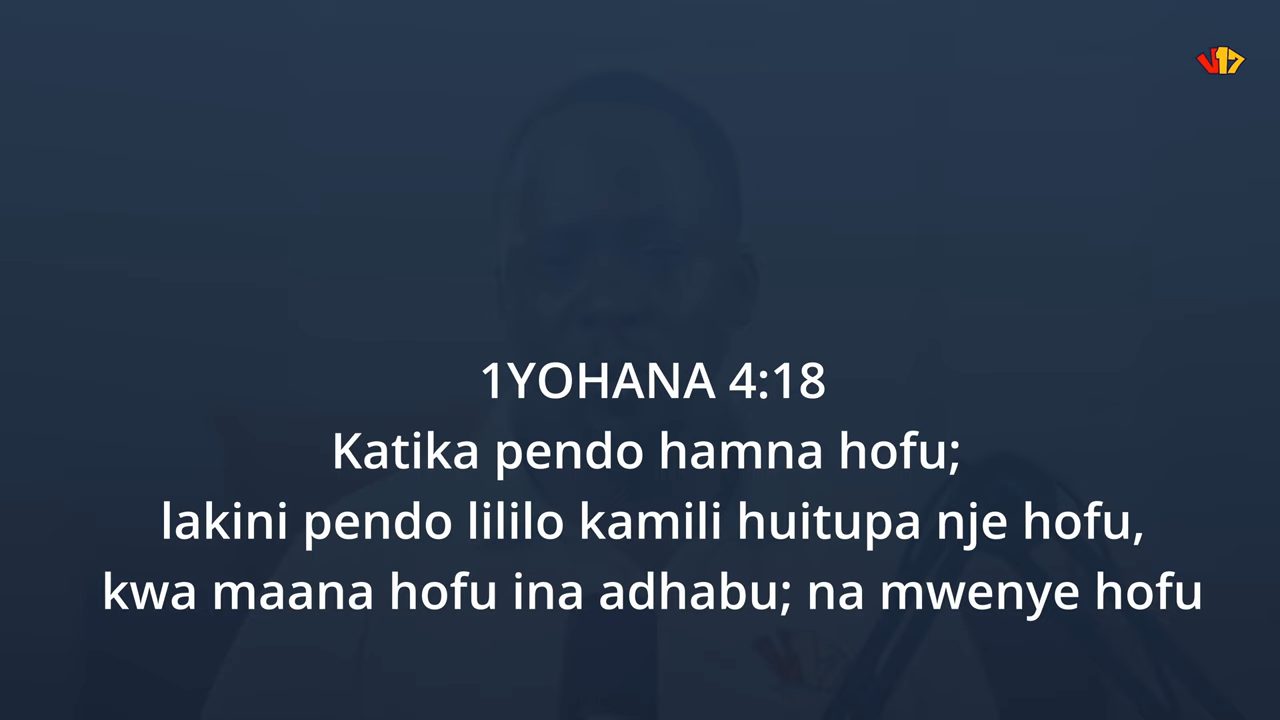 V17
1YOHANA 4:18
Katika pendo hamna hofu;
lakini pendo lililo kamili huitupa nje hofu,
kwa maana hofu ina adhabu; na mwenye hofu